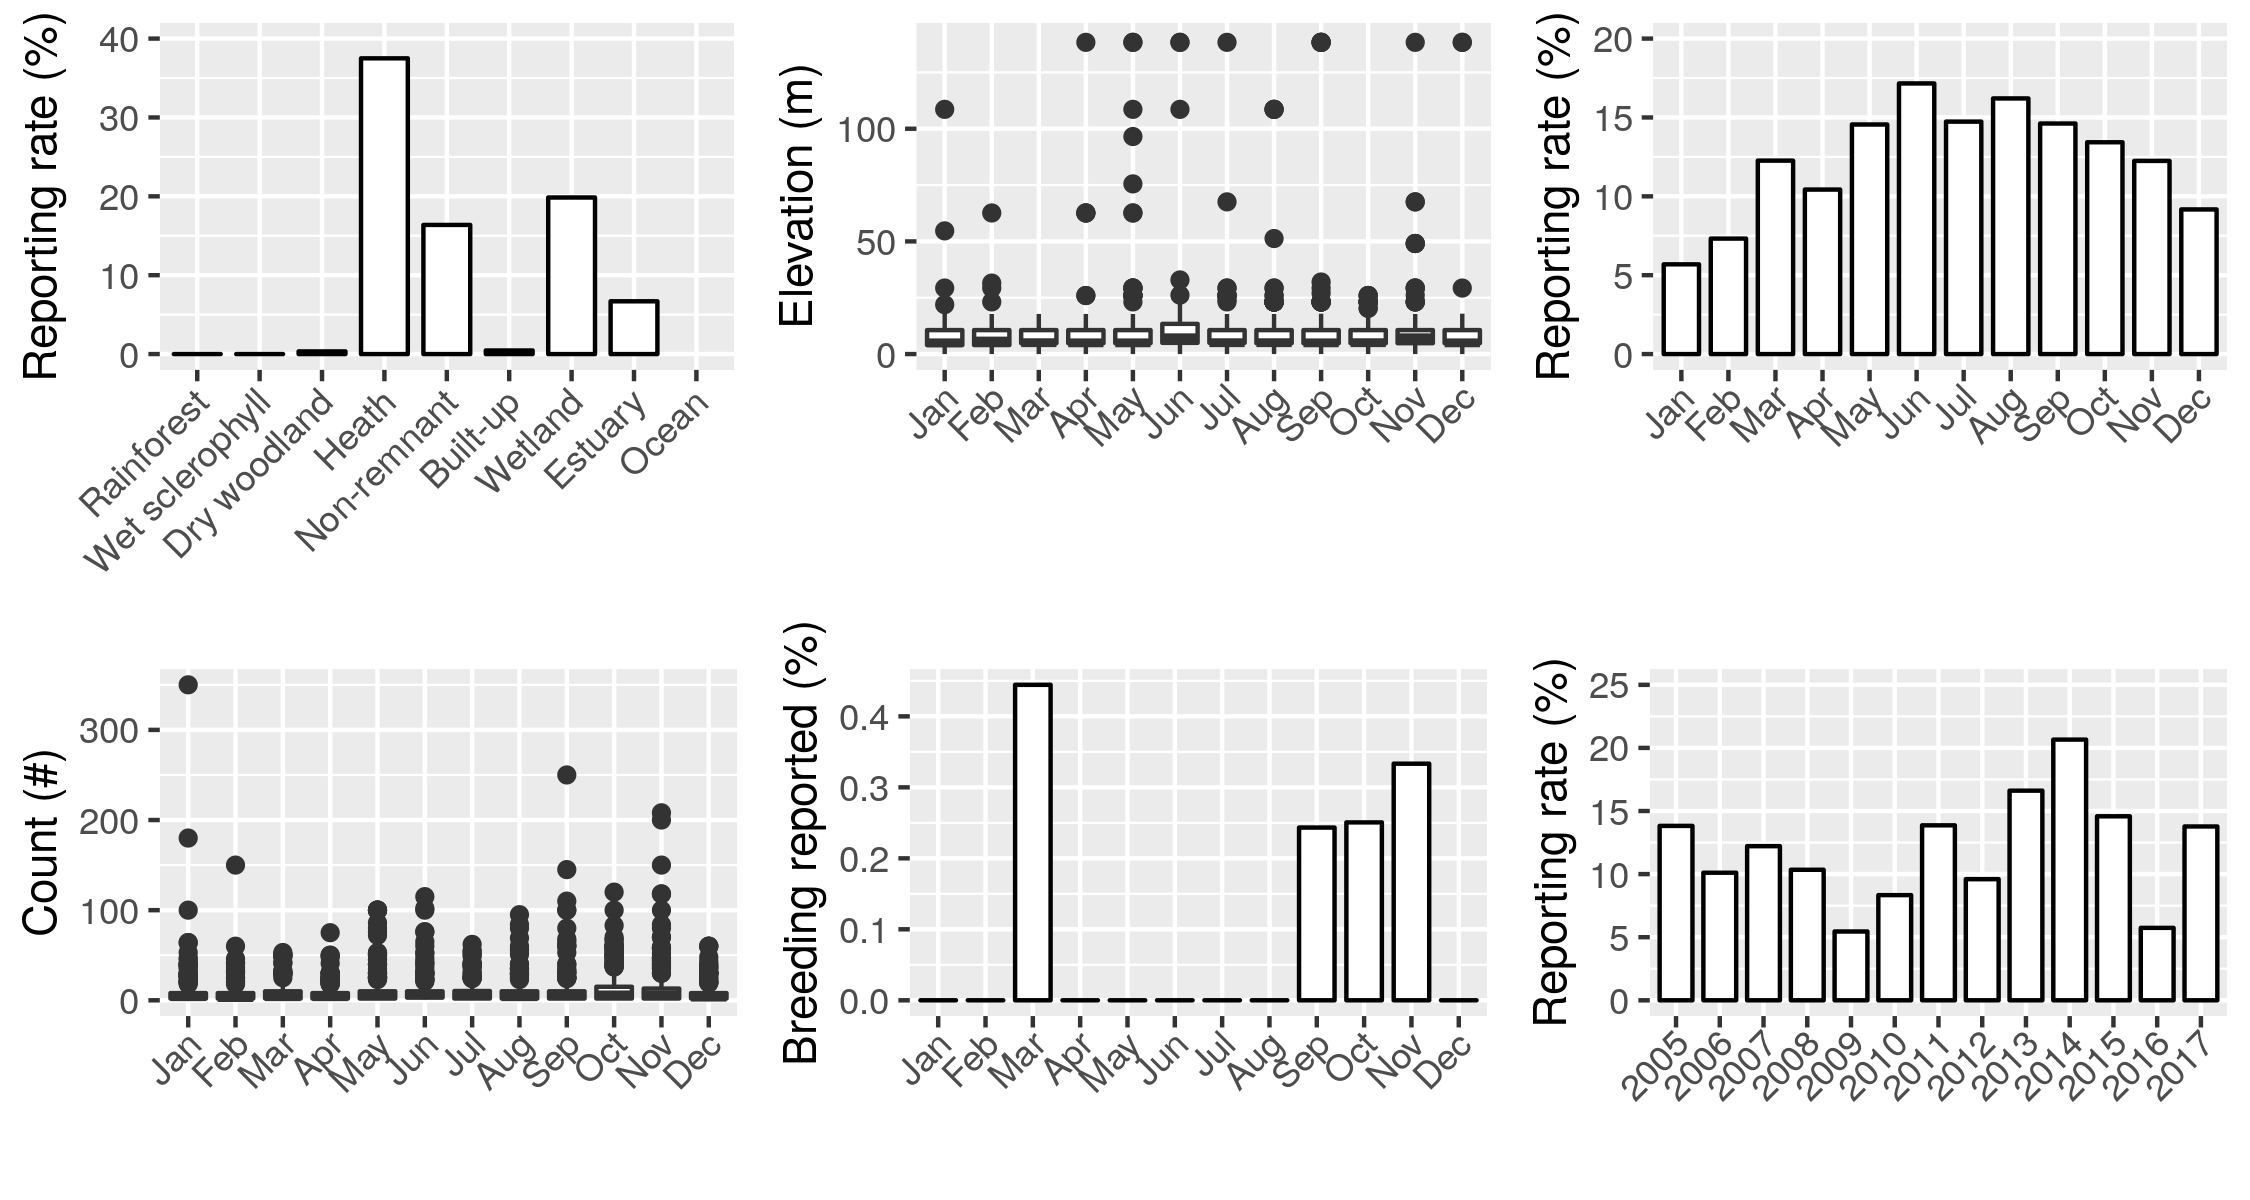 Reporting rate (%)
40
30
20
10
0
Rainforest
Wet sclerophyll
Dry woodland
Heath
Non-remnant
Built-up
Wetland
Estuary
Ocean
Elevation (m)
100
50
0
Jan
Feb
Mar
Apr
May
Jun
Jul
Aug
Sep
Oct
Nov
Dec
Reporting rate (%)
20
15
10
5
0
Jan
Feb
Mar
Apr
May
Jun
Jul
Aug
Sep
Oct
Nov
Dec
Count (#)
300
200
100
0
Jan
Feb
Mar
Apr
May
Jun
Jul
Aug
Sep
Oct
Nov
Dec
Breeding reported (%)
0.4
0.3
0.2
0.1
0.0
Jan
Feb
Mar
Apr
May
Jun
Jul
Aug
Sep
Oct
Nov
Dec
Reporting rate (%)
25
20
15
10
5
0
2005
2006
2007
2008
2009
2010
2011
2012
2013
2014
2015
2016
2017